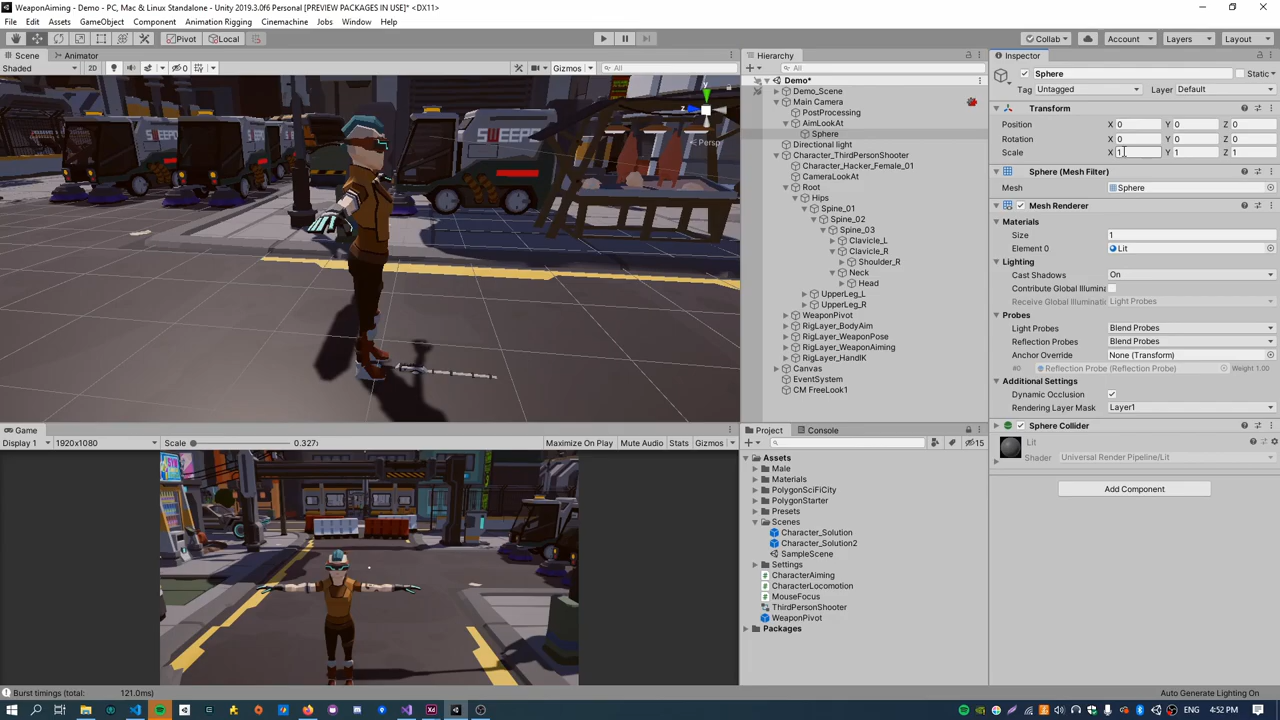 WeaponAiming - Demo - PC, Mac & Linux Standalone - Unity 2019.3.0f6 Personal [PREVIEW PACKAGES IN USE]* <DX11>
File Edit Assets GameObject Component Animation Rigging Cinemachine Jobs Window Help
Pivot Local Collab Account Layers Layout
Scene Animator
Shaded 2D 0 Gizmos All
y
z
Persp
SWEEPER
Hierarchy
All
Demo*
Demo_Scene
Main Camera
PostProcessing
AimLookAt
Sphere
Directional light
Character_ThirdPersonShooter
Character_Hacker_Female_01
CameraLookAt
Root
Hips
Spine_01
Spine_02
Spine_03
Clavicle_L
Clavicle_R
Shoulder_R
Neck
Head
UpperLeg_L
UpperLeg_R
WeaponPivot
RigLayer_BodyAim
RigLayer_WeaponPose
RigLayer_WeaponAiming
RigLayer_HandIK
Canvas
EventSystem
CM FreeLook1
Inspector
Sphere Static
Tag Untagged Layer Default
Transform
Position X 0 Y 0 Z 0
Rotation X 0 Y 0 Z 0
Scale X 1 Y 1 Z 1
Sphere (Mesh Filter)
Mesh Sphere
Mesh Renderer
Materials
Size 1
Element 0 Lit
Lighting
Cast Shadows On
Contribute Global Illumina
Receive Global Illuminatic Light Probes
Probes
Light Probes Blend Probes
Reflection Probes Blend Probes
Anchor Override None (Transform)
#0 Reflection Probe (Reflection Probe) Weight 1.00
Additional Settings
Dynamic Occlusion
Rendering Layer Mask Layer1
Sphere Collider
Lit
Shader Universal Render Pipeline/Lit
Add Component
Game
Display 1 1920x1080 Scale 0.327 Maximize On Play Mute Audio Stats Gizmos
Project Console
15
Assets
Male
Materials
PolygonSciFiCity
PolygonStarter
Presets
Scenes
Character_Solution
Character_Solution2
SampleScene
Settings
CharacterAiming
CharacterLocomotion
MouseFocus
ThirdPersonShooter
WeaponPivot
Packages
Burst timings (total: 121.0ms) Auto Generate Lighting On
4:52 PM